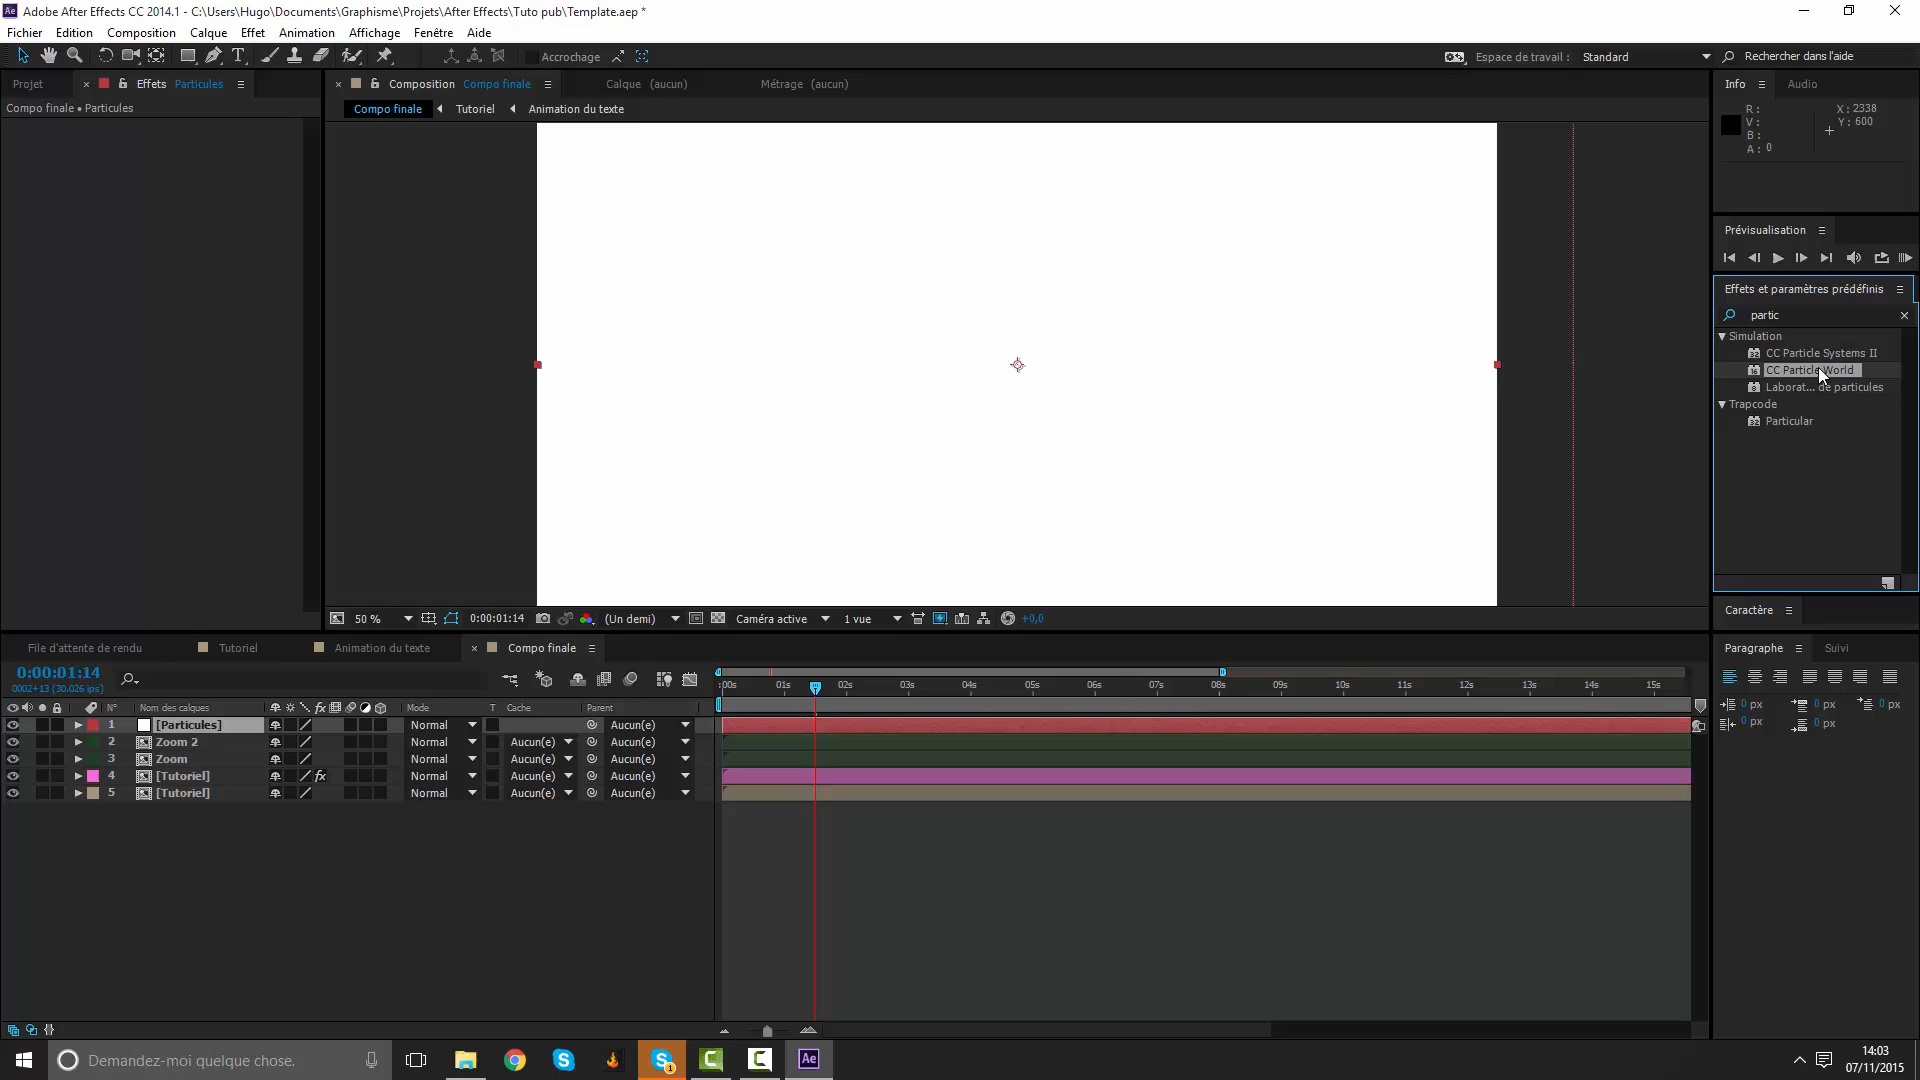 Adobe After Effects CC 2014.1 - C:\Users\Hugo\Documents\Graphisme\Projets\After Effects\Tuto pub\Template.aep *
Fichier Edition Composition Calque Effet Animation Affichage Fenêtre Aide
Accrochage Espace de travail : Standard Rechercher dans l'aide
Projet Effets Particules Composition Compo finale Calque (aucun) Métrage (aucun) Info Audio
Compo finale • Particules Compo finale Tutoriel Animation du texte
R : X : 2338
V : Y : 600
B :
A : 0
Prévisualisation
Effets et paramètres prédéfinis
partic
Simulation
CC Particle Systems II
CC Particle World
Laborat... de particules
Trapcode
Particular
50 % 0:00:01:14 (Un demi) Caméra active 1 vue +0,0
Caractère
File d'attente de rendu Tutoriel Animation du texte Compo finale
Paragraphe Suivi
0:00:01:14
0002+13 (30.026 ips)
:00s 01s 02s 03s 04s 05s 06s 07s 08s 09s 10s 11s 12s 13s 14s 15s
N° Nom des calques fx Mode T Cache Parent
0 px 0 px 0 px
0 px 0 px
1 [Particules] Normal Aucun(e)
2 Zoom 2 Normal Aucun(e) Aucun(e)
3 Zoom Normal Aucun(e) Aucun(e)
4 [Tutoriel] fx Normal Aucun(e) Aucun(e)
5 [Tutoriel] Normal Aucun(e) Aucun(e)
Demandez-moi quelque chose.
1
Ae
14:03
07/11/2015